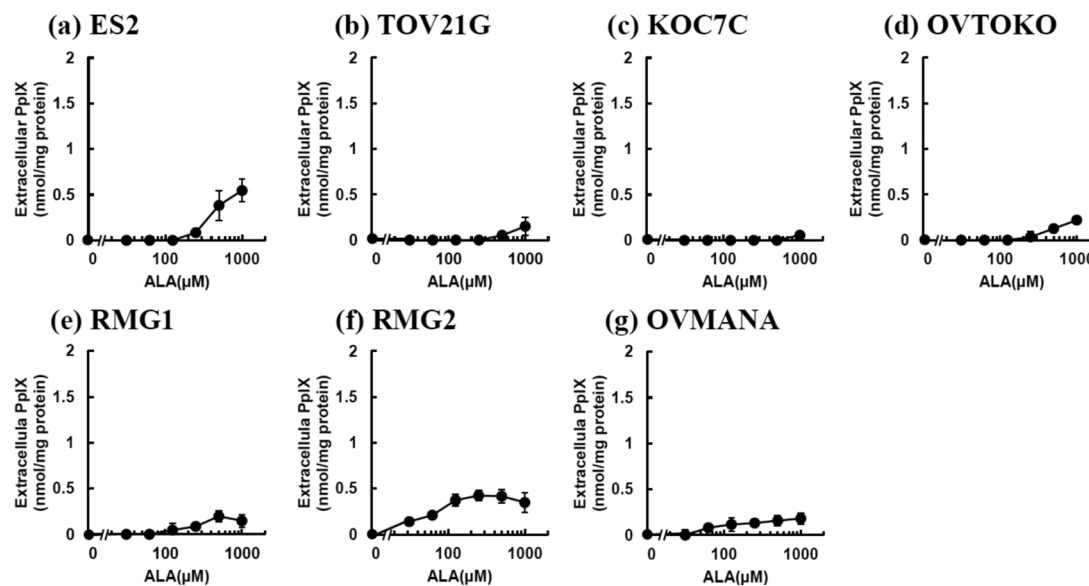 (a) ES2
(b) TOV21G
(c) KOC7C
(d) OVTOKO
Extracellular PpIX
(nmol/mg protein)
2
1.5
1
0.5
0
0
100
1000
ALA(µM)
Extracellular PpIX
(nmol/mg protein)
2
1.5
1
0.5
0
0
100
1000
ALA(µM)
Extracellular PpIX
(nmol/mg protein)
2
1.5
1
0.5
0
0
100
1000
ALA(µM)
Extracellular PpIX
(nmol/mg protein)
2
1.5
1
0.5
0
0
100
1000
ALA(µM)
(e) RMG1
(f) RMG2
(g) OVMANA
Extracellula PpIX
(nmol/mg protein)
2
1.5
1
0.5
0
0
100
1000
ALA(µM)
Extracellula PpIX
(nmol/mg protein)
2
1.5
1
0.5
0
0
100
1000
ALA(µM)
Extracellula PpIX
(nmol/mg protein)
2
1.5
1
0.5
0
0
100
1000
ALA(µM)